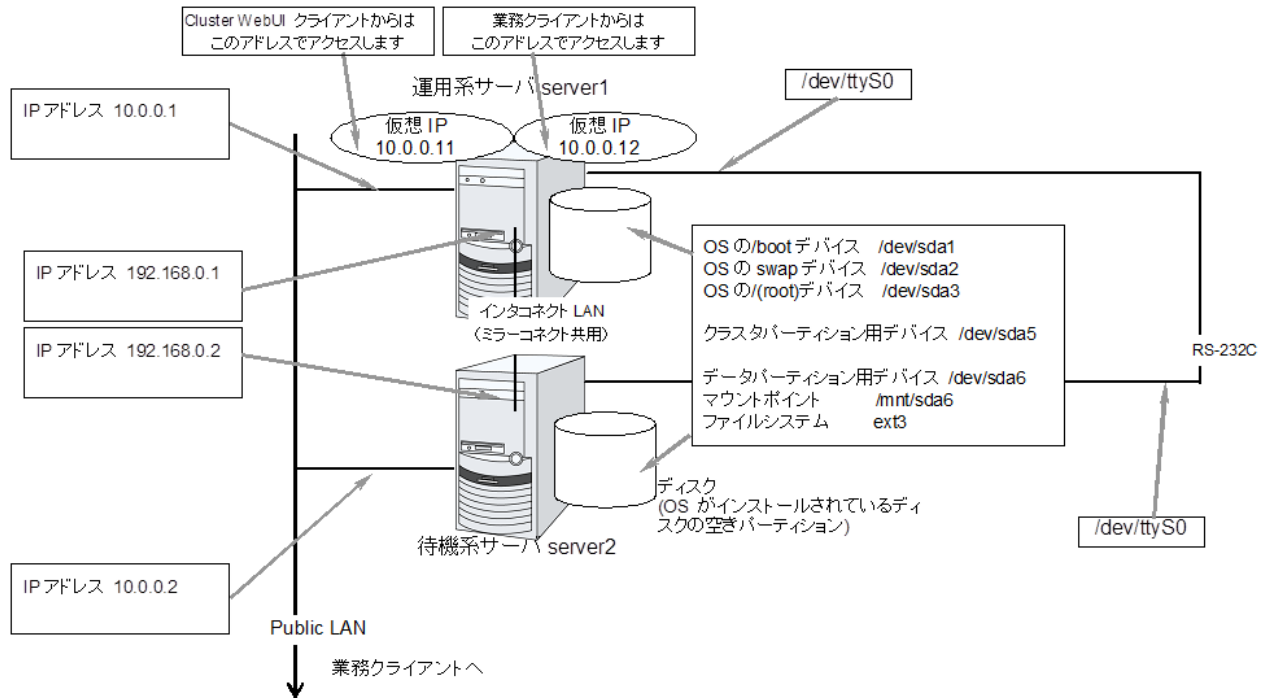 Cluster WebUI クライアントからは
このアドレスでアクセスします
業務クライアントからは
このアドレスでアクセスします
運用系サーバ server1
/dev/ttyS0
IP アドレス 10.0.0.1
仮想 IP
10.0.0.11
仮想 IP
10.0.0.12
IP アドレス 192.168.0.1
OS の/boot デバイス /dev/sda1
OS の swap デバイス /dev/sda2
OS の/(root)デバイス /dev/sda3
クラスタパーティション用デバイス /dev/sda5
データパーティション用デバイス /dev/sda6
マウントポイント /mnt/sda6
ファイルシステム ext3
インタコネクト LAN
(ミラーコネクト共用)
IP アドレス 192.168.0.2
RS-232C
ディスク
(OS がインストールされているディ
スクの空きパーティション)
/dev/ttyS0
待機系サーバ server2
IP アドレス 10.0.0.2
Public LAN
業務クライアントへ